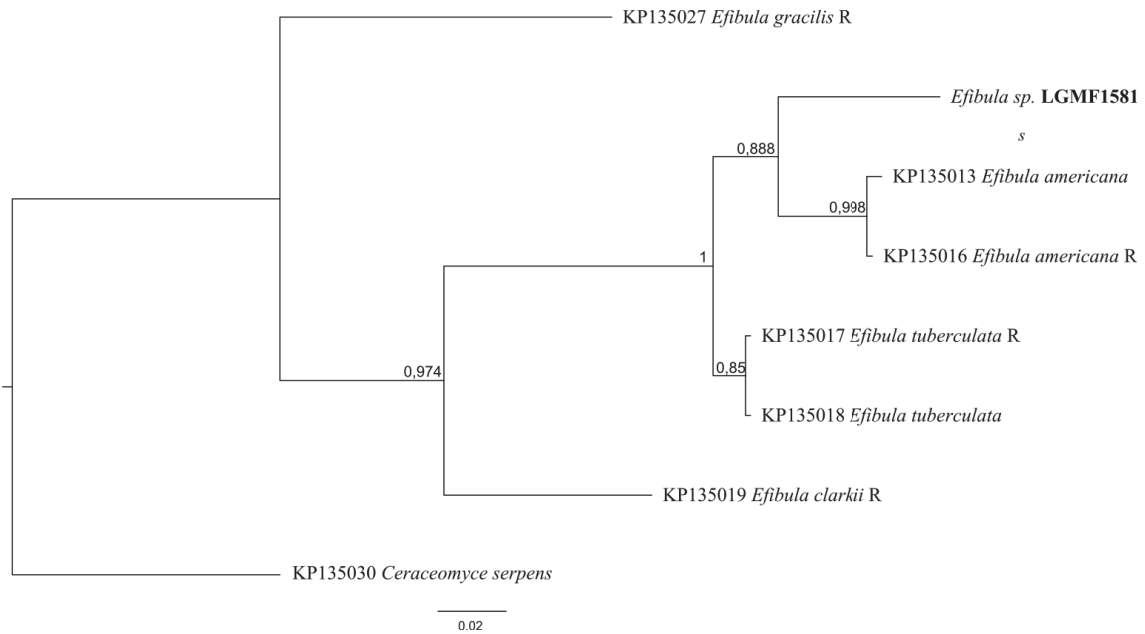 KP135027 Efibula gracilis R
Efibula sp. LGMF1581
s
0,888
KP135013 Efibula americana
0,998
KP135016 Efibula americana R
1
KP135017 Efibula tuberculata R
0,85
0,974
KP135018 Efibula tuberculata
KP135019 Efibula clarkii R
KP135030 Ceraceomyce serpens
0.02